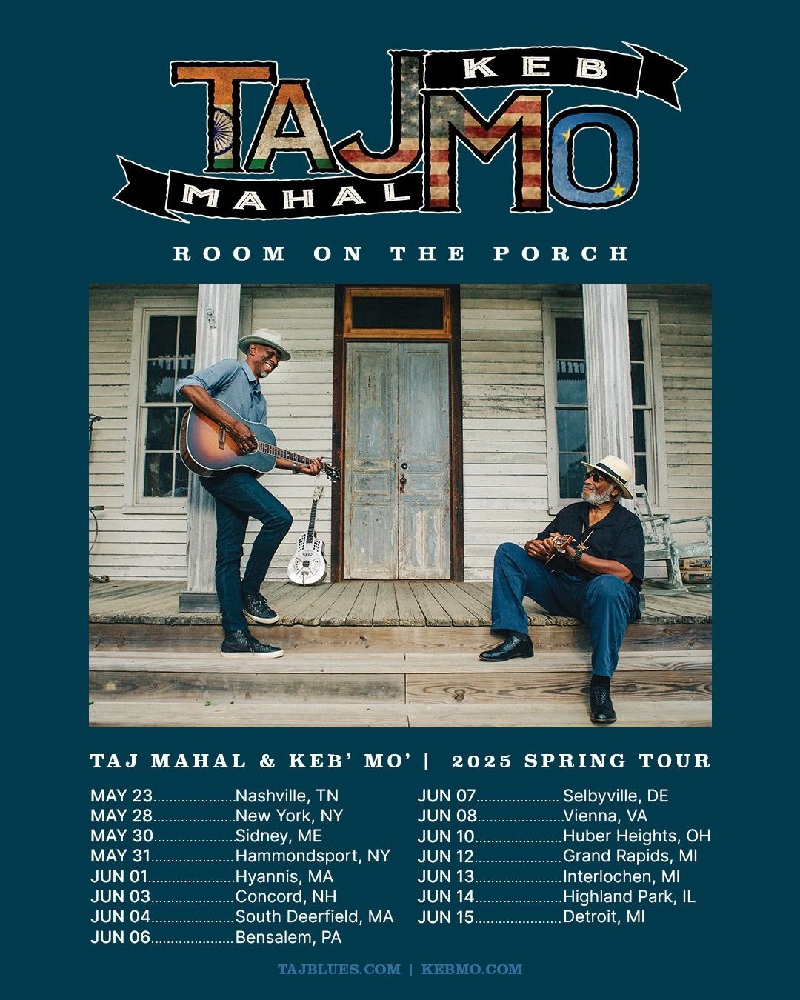 TAJMO
KEB
MAHAL
ROOM ON THE PORCH
TAJ MAHAL & KEB’ MO’ | 2025 SPRING TOUR
MAY 23....................Nashville, TN
MAY 28....................New York, NY
MAY 30....................Sidney, ME
MAY 31....................Hammondsport, NY
JUN 01....................Hyannis, MA
JUN 03....................Concord, NH
JUN 04....................South Deerfield, MA
JUN 06....................Bensalem, PA
JUN 07.................... Selbyville, DE
JUN 08....................Vienna, VA
JUN 10....................Huber Heights, OH
JUN 12....................Grand Rapids, MI
JUN 13....................Interlochen, MI
JUN 14....................Highland Park, IL
JUN 15....................Detroit, MI
TAJBLUES.COM | KEBMO.COM